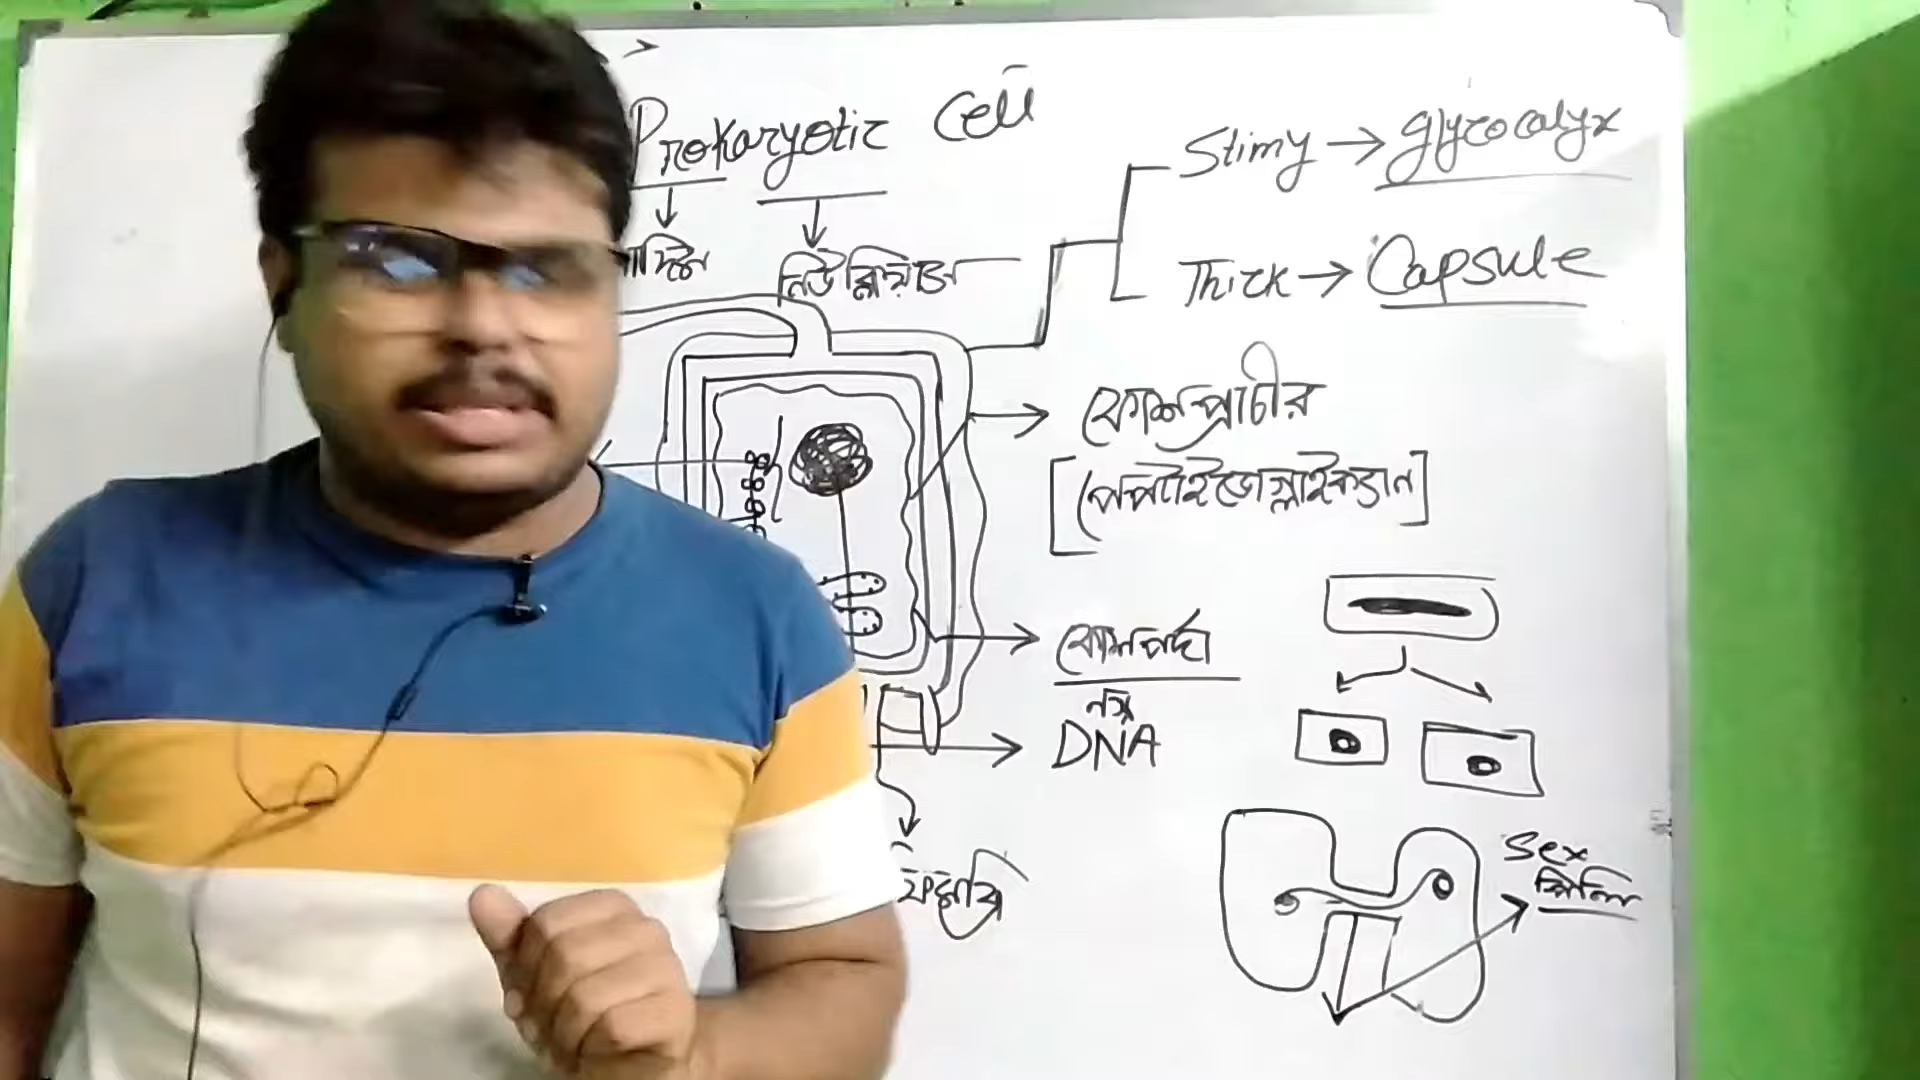 Prokaryotic Cell
Slimy → glycocalyx
নিউক্লিয়াস
Thick → Capsule
কোশপ্রাচীর
[পেপটাইডোগ্লাইক্যান]
কোশপর্দা
নগ্ন
DNA
Sex
পিলি